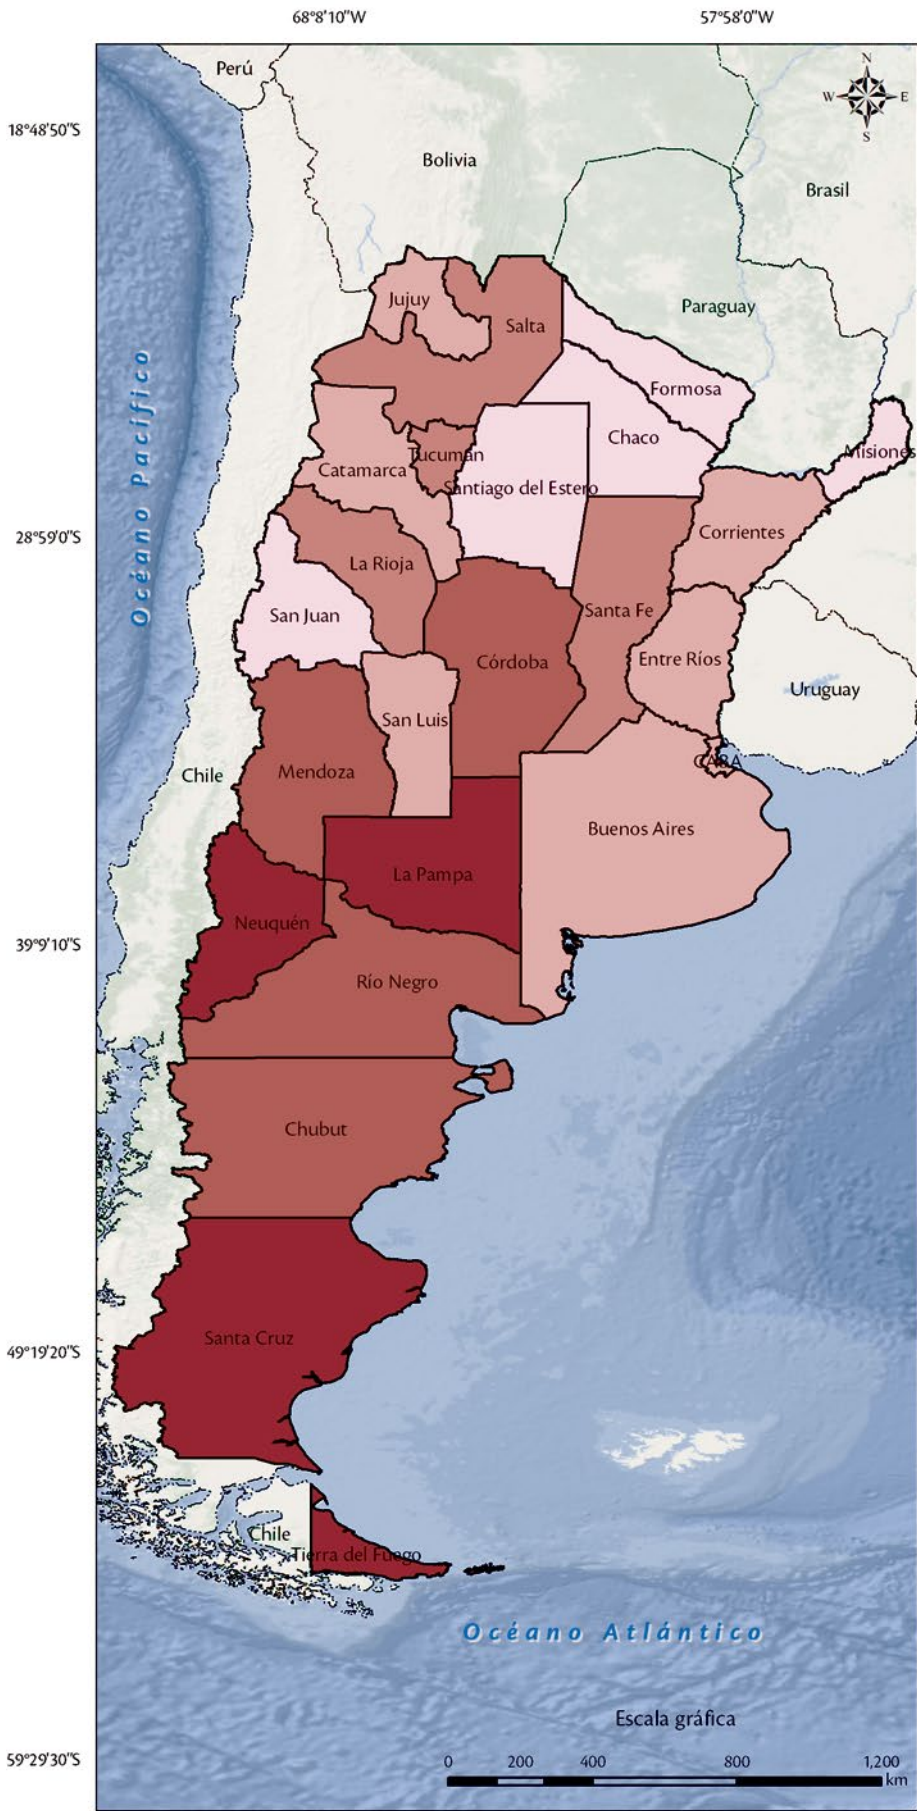 68°8'10"W
57°58'0"W
Perú
N
W
E
S
18°48'50"S
Bolivia
Brasil
Jujuy
Paraguay
Salta
Formosa
Chaco
Misiones
Tucumán
Catamarca
Santiago del Estero
Océano Pacifico
28°59'0"S
Corrientes
La Rioja
Santa Fe
San Juan
Entre Ríos
Córdoba
Uruguay
San Luis
CABA
Chile
Mendoza
Buenos Aires
La Pampa
Neuquén
39°9'10"S
Río Negro
Chubut
Santa Cruz
49°19'20"S
Chile
Tierra del Fuego
Océano Atlántico
Escala gráfica
59°29'30"S
0 200 400 800 1,200
km